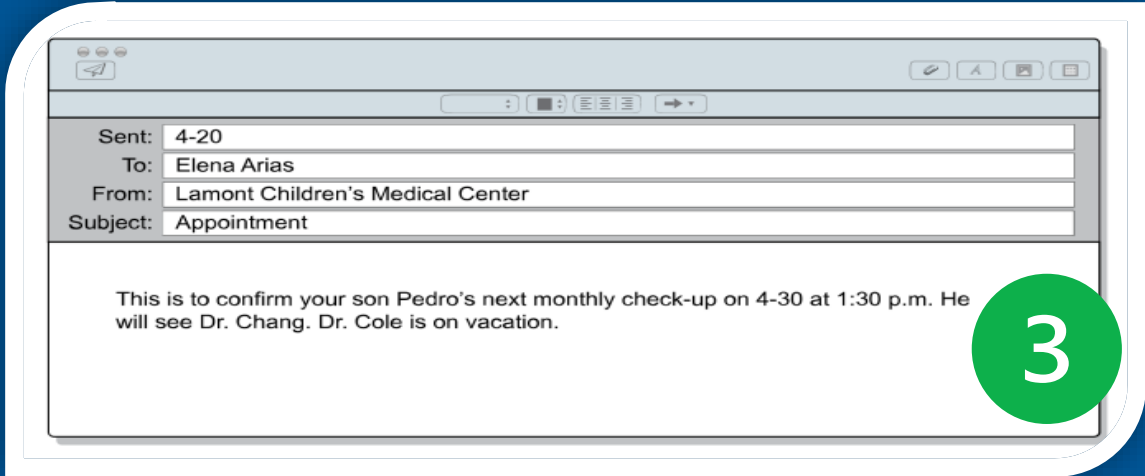 Sent: 4-20
To: Elena Arias
From: Lamont Children's Medical Center
Subject: Appointment
This is to confirm your son Pedro's next monthly check-up on 4-30 at 1:30 p.m. He
will see Dr. Chang. Dr. Cole is on vacation.
3